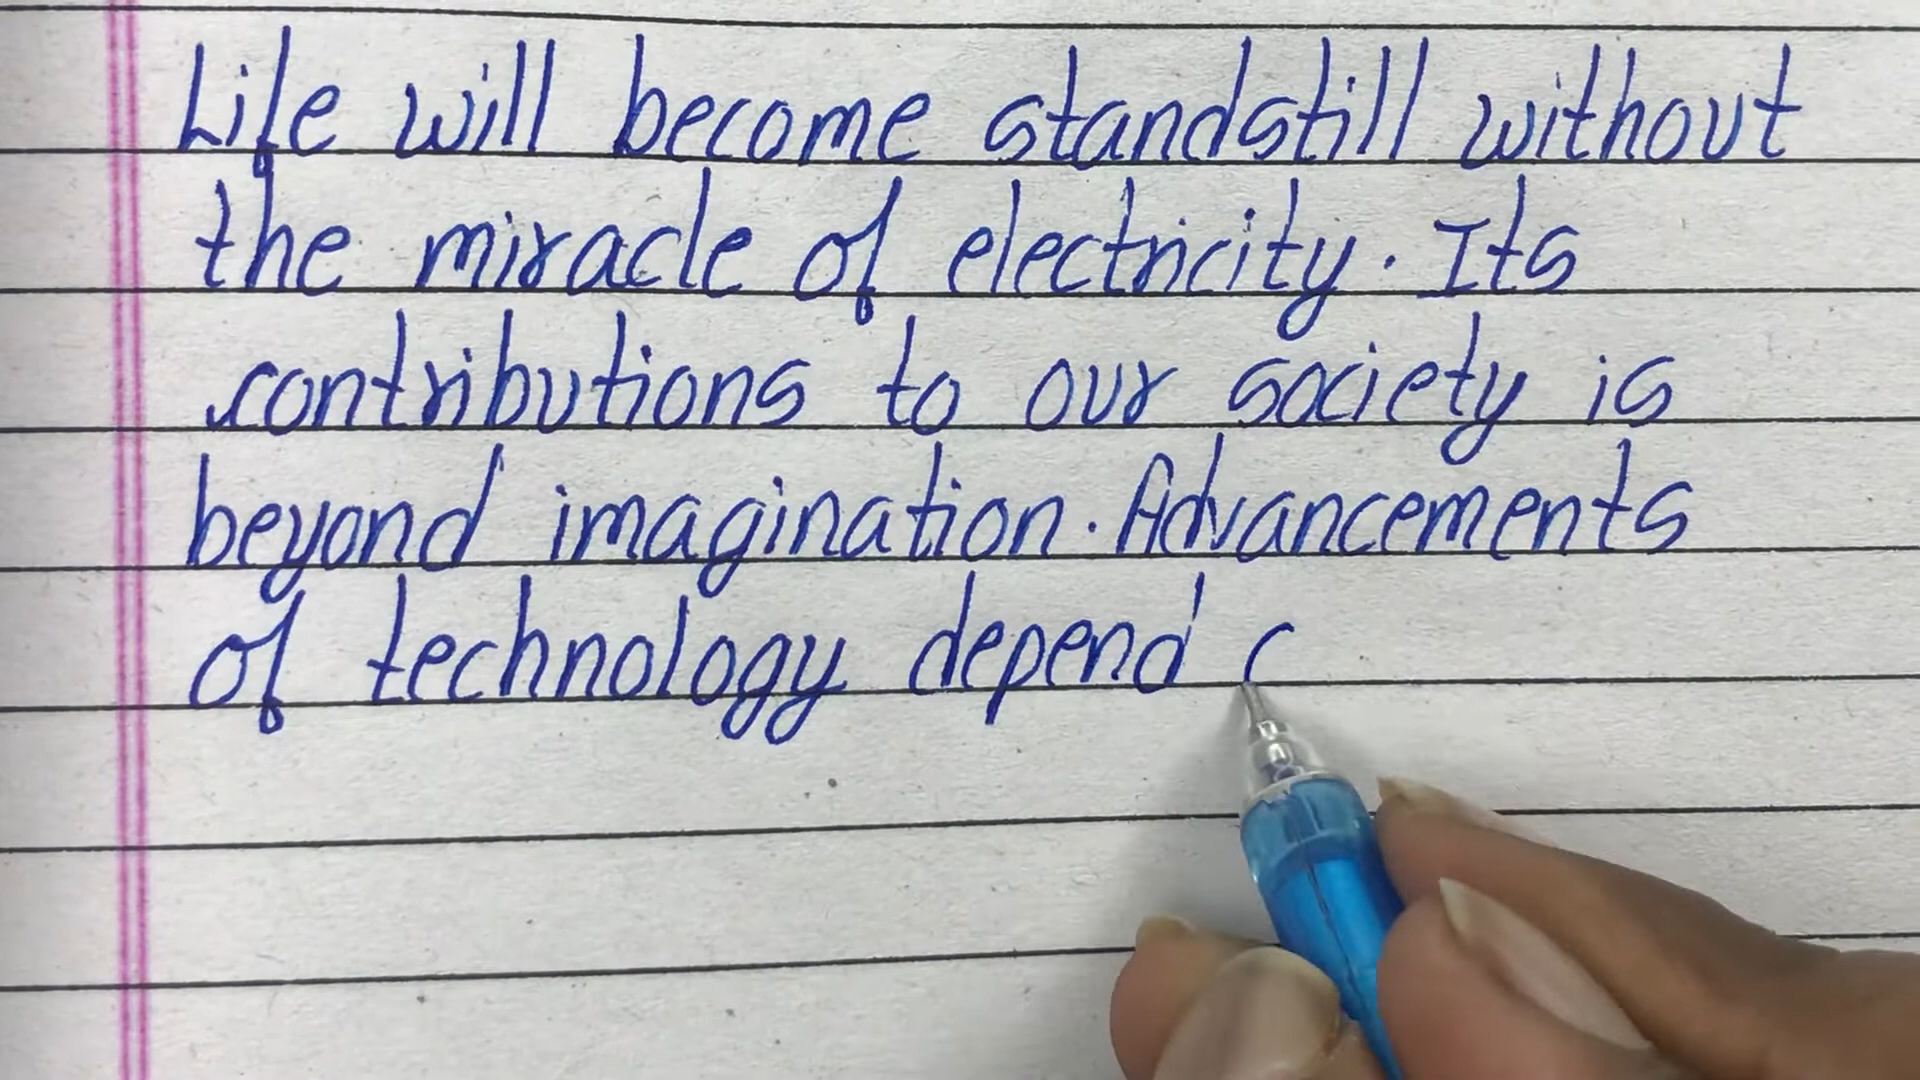 Life will become standstill without
the miracle of electricity. Its
contributions to our society is
beyond imagination. Advancements
of technology depend